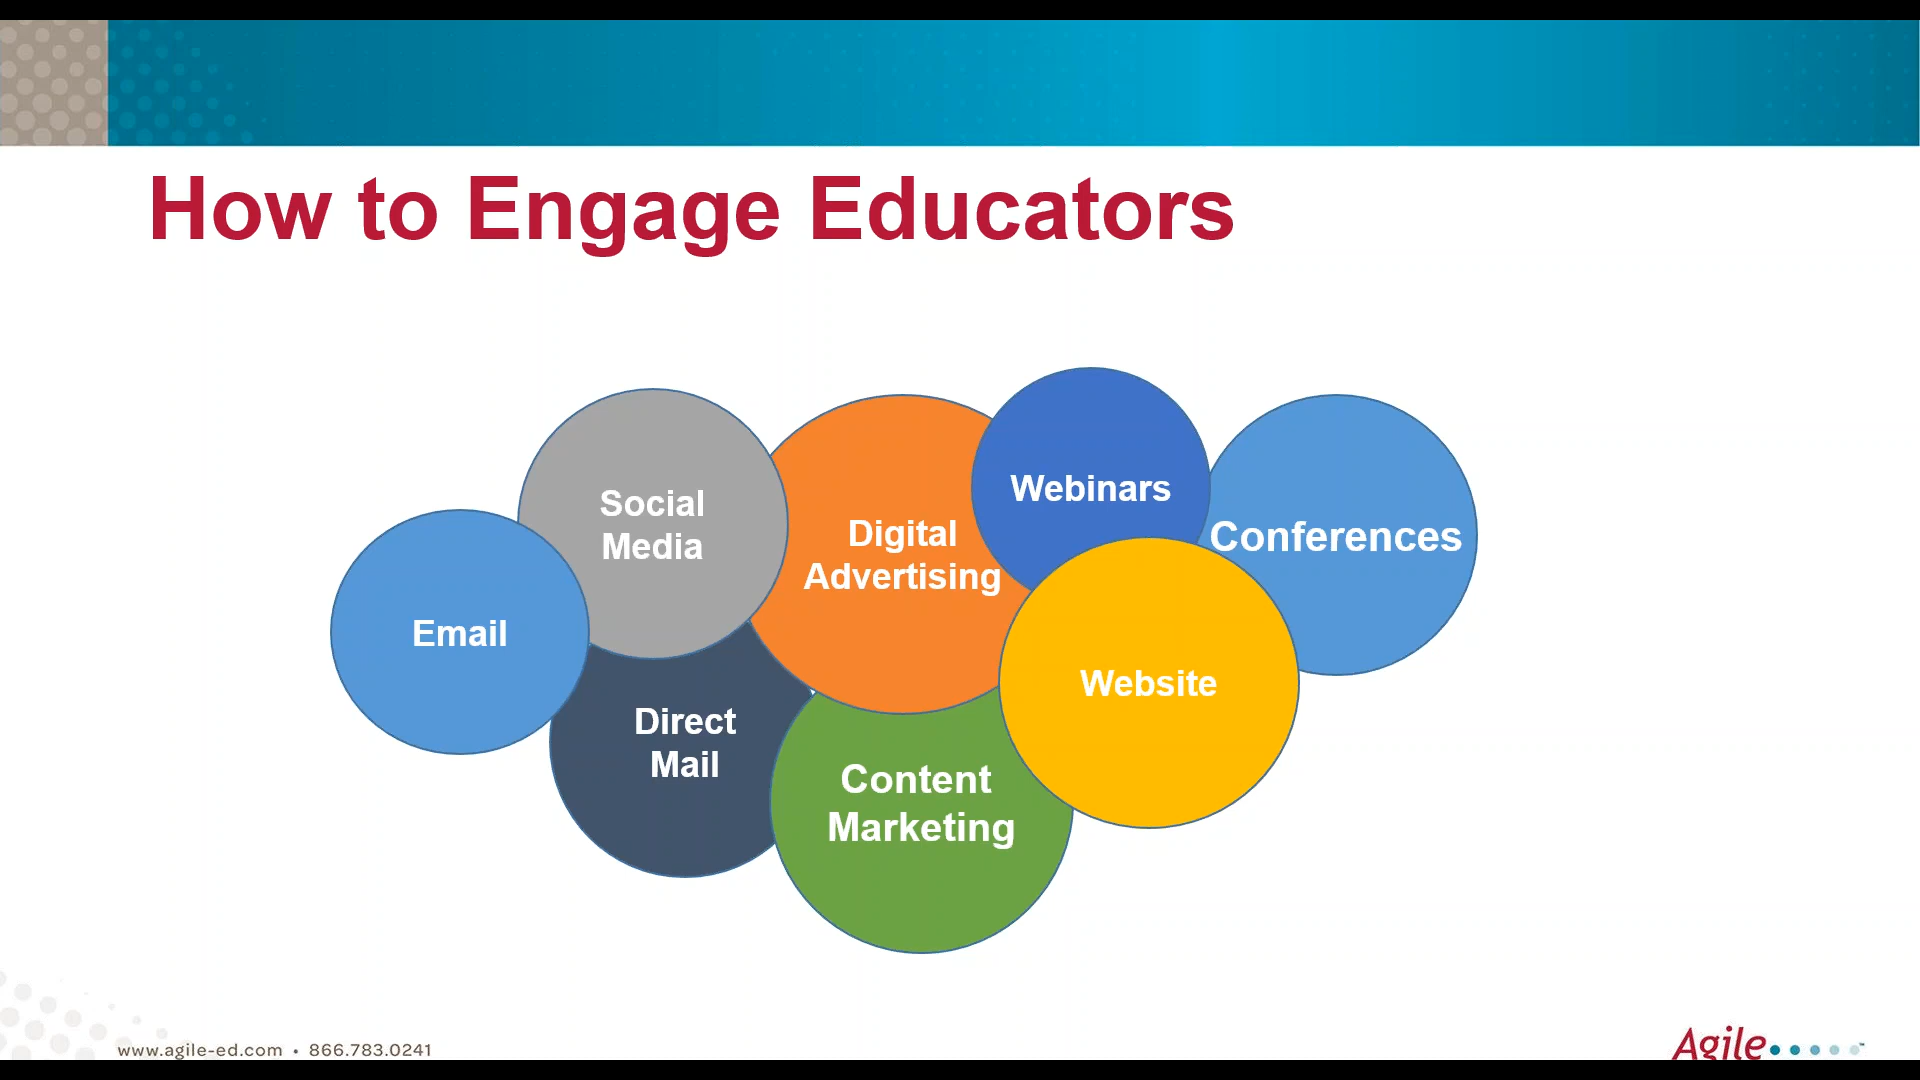 How to Engage Educators
Social
Media
Digital
Advertising
Webinars
Conferences
Email
Direct
Mail
Content
Marketing
Website
www.agile-ed.com • 866.783.0241
Agile